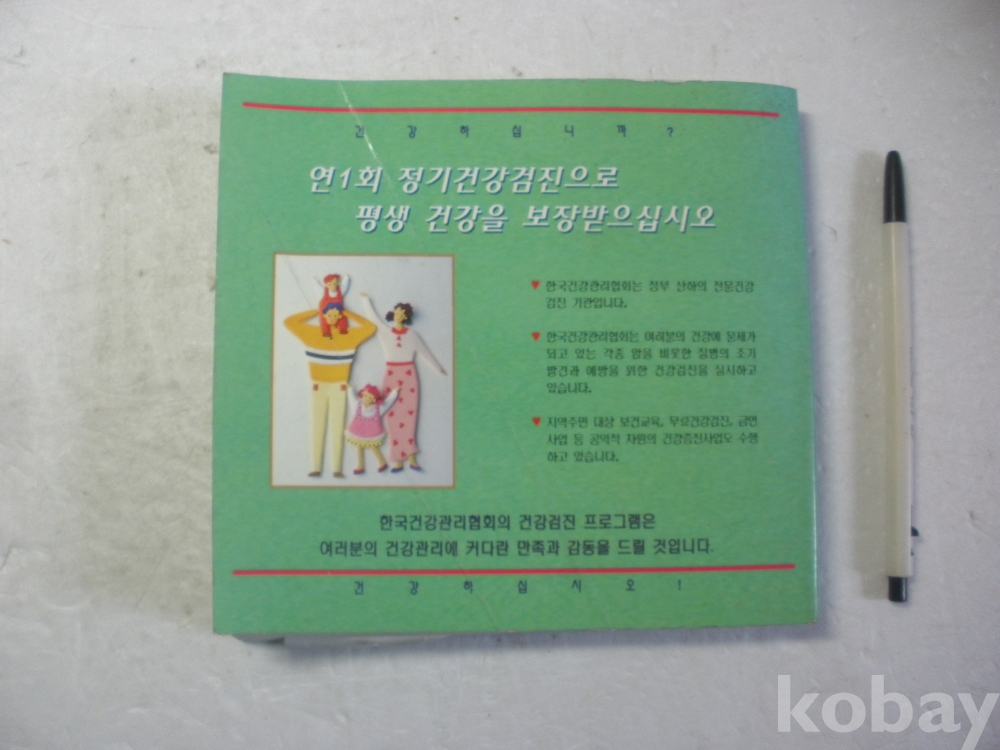 건 강 하 십 니 까 ?
연1회 정기건강검진으로
평생 건강을 보장받으십시오
♥ 한국건강관리협회는 정부 산하의 전문건강
검진 기관입니다.
♥ 한국건강관리협회는 여러분의 건강에 문제가
되고 있는 각종 암을 비롯한 질병의 조기
발견과 예방을 위한 건강검진을 실시하고
있습니다.
♥ 지역주민 대상 보건교육, 무료건강검진, 금연
사업 등 공익적 차원의 건강증진사업도 수행
하고 있습니다.
한국건강관리협회의 건강검진 프로그램은
여러분의 건강관리에 커다란 만족과 감동을 드릴 것입니다.
건 강 하 십 시 오 !
kobay